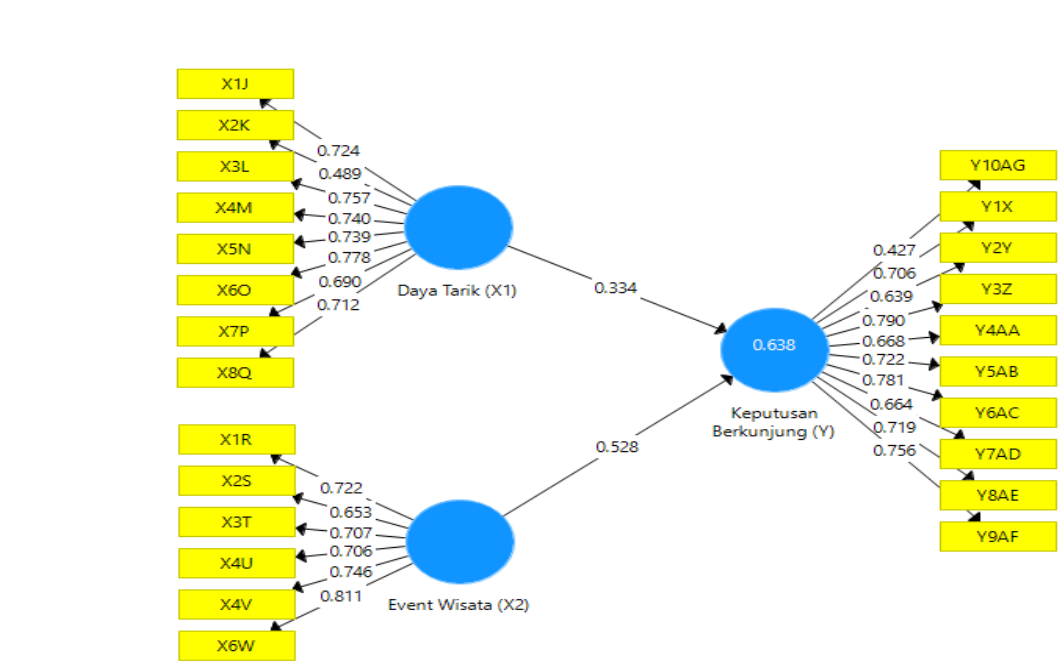 X1J
X2K
X3L
X4M
X5N
X6O
X7P
X8Q
0.724
0.489
0.757
0.740
0.739
0.778
0.690
0.712
Daya Tarik (X1)
X1R
X2S
X3T
X4U
X4V
X6W
0.722
0.653
0.707
0.706
0.746
0.811
Event Wisata (X2)
0.334
0.528
0.638
Keputusan
Berkunjung (Y)
0.427
0.706
0.639
0.790
0.668
0.722
0.781
0.664
0.719
0.756
Y10AG
Y1X
Y2Y
Y3Z
Y4AA
Y5AB
Y6AC
Y7AD
Y8AE
Y9AF